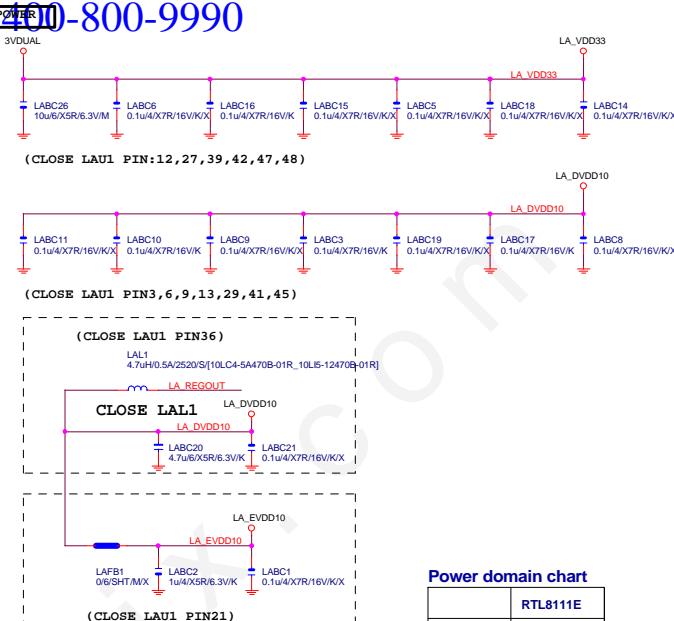 400-800-9990
POWER
3VDUAL
LA_VDD33
LA_VDD33
LABC26
10u/6/X5R/6.3V/M
LABC6
0.1u/4/X7R/16V/K/X
LABC16
0.1u/4/X7R/16V/K
LABC15
0.1u/4/X7R/16V/K/X
LABC5
0.1u/4/X7R/16V/K/X
LABC18
0.1u/4/X7R/16V/K/X
LABC14
0.1u/4/X7R/16V/K/X
(CLOSE LAU1 PIN:12,27,39,42,47,48)
LA_DVDD10
LA_DVDD10
LABC11
0.1u/4/X7R/16V/K/X
LABC10
0.1u/4/X7R/16V/K
LABC9
0.1u/4/X7R/16V/K/X
LABC3
0.1u/4/X7R/16V/K
LABC19
0.1u/4/X7R/16V/K/X
LABC17
0.1u/4/X7R/16V/K
LABC8
0.1u/4/X7R/16V/K/X
(CLOSE LAU1 PIN3,6,9,13,29,41,45)
(CLOSE LAU1 PIN36)
LAL1
4.7uH/0.5A/2520/S/[10LC4-5A470B-01R_10LI5-12470B-01R]
LA_REGOUT
CLOSE LAL1
LA_DVDD10
LA_DVDD10
LABC20
4.7u/6/X5R/6.3V/K
LABC21
0.1u/4/X7R/16V/K/X
LA_EVDD10
LA_EVDD10
LAFB1
0/6/SHT/M/X
LABC2
1u/4/X5R/6.3V/K
LABC1
0.1u/4/X7R/16V/K/X
(CLOSE LAU1 PIN21)
Power domain chart
RTL8111E
ix.com